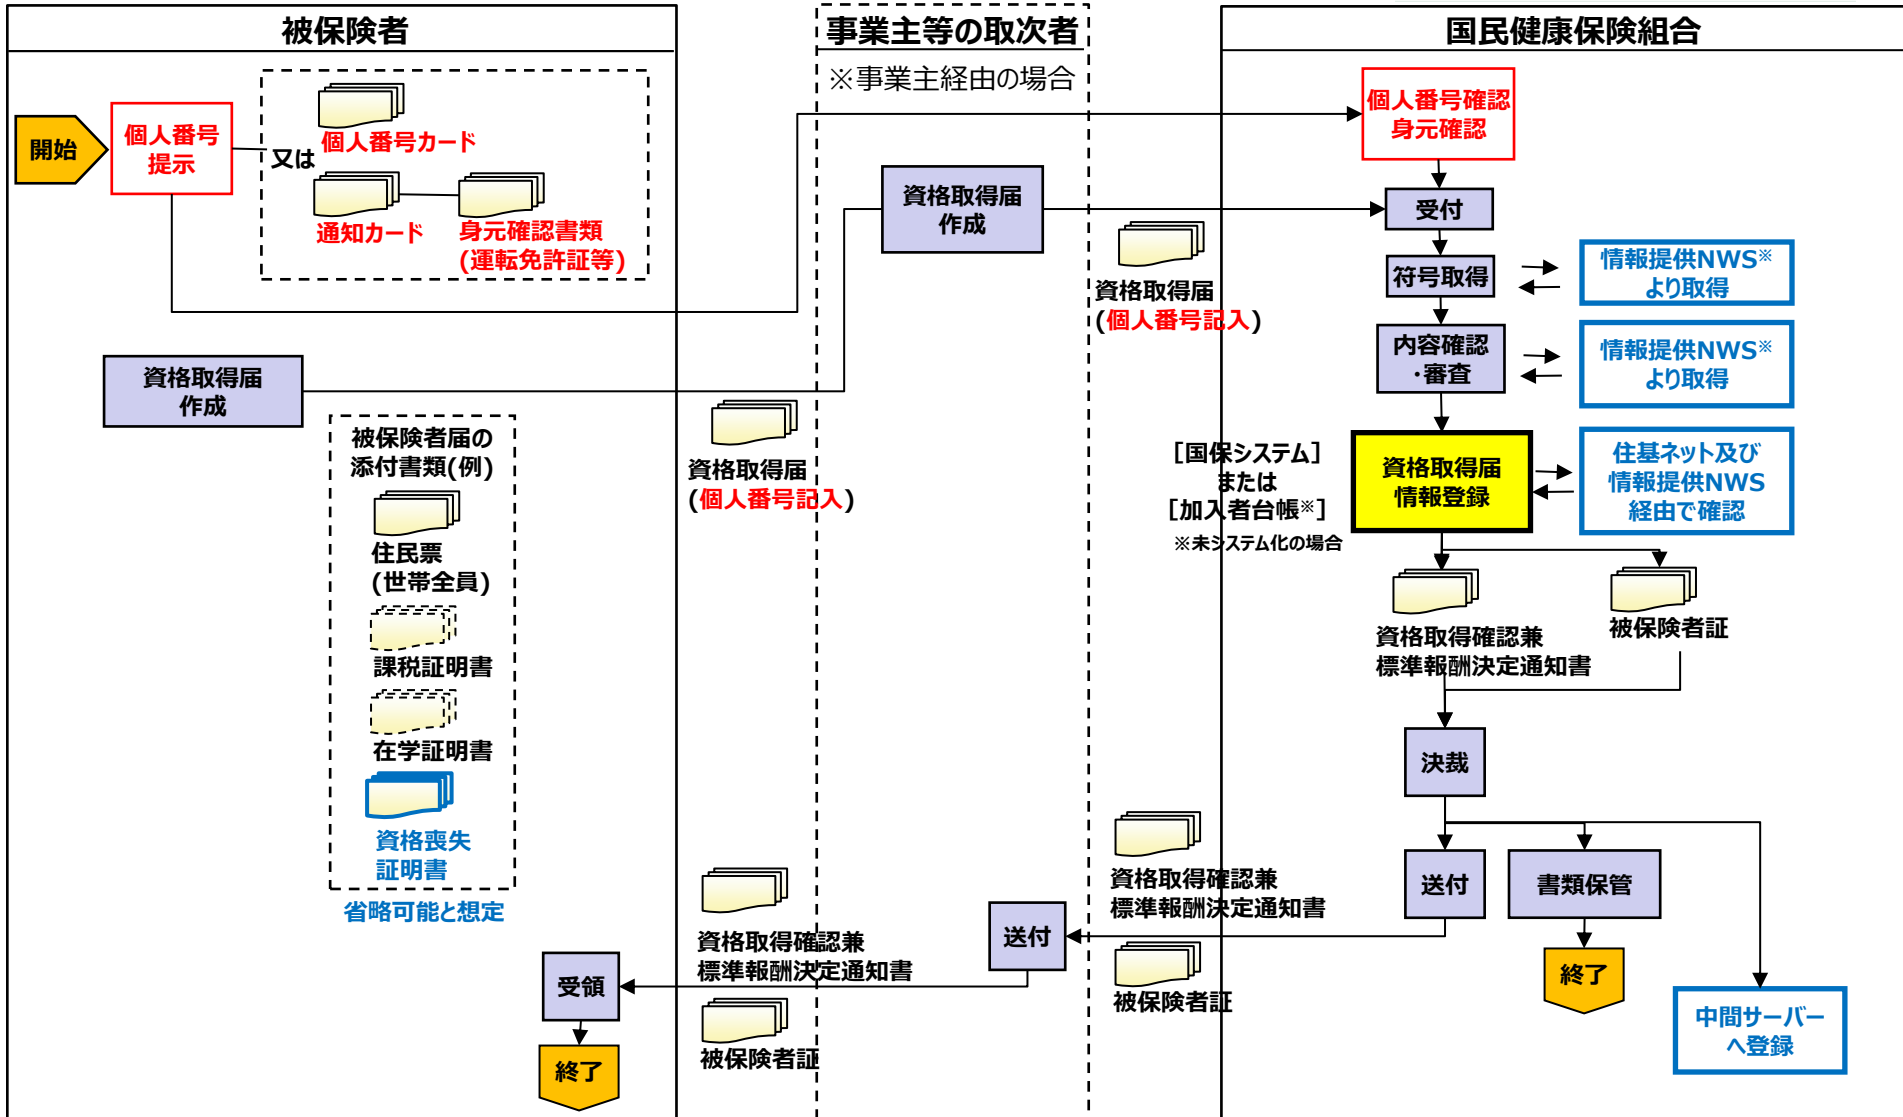 被保険者
事業主等の取次者
※事業主経由の場合
国民健康保険組合
開始
個人番号
提示
又は
個人番号カード
通知カード
身元確認書類
(運転免許証等)
個人番号確認
身元確認
資格取得届
作成
受付
資格取得届
(個人番号記入)
符号取得
情報提供NWS※
より取得
内容確認
・審査
情報提供NWS※
より取得
資格取得届
作成
資格取得届
(個人番号記入)
被保険者届の
添付書類(例)
住民票
(世帯全員)
課税証明書
在学証明書
資格喪失
証明書
省略可能と想定
[国保システム]
または
[加入者台帳※]
※未システム化の場合
資格取得届
情報登録
住基ネット及び
情報提供NWS
経由で確認
資格取得確認兼
標準報酬決定通知書
被保険者証
決裁
送付
書類保管
終了
中間サーバー
へ登録
資格取得確認兼
標準報酬決定通知書
被保険者証
送付
資格取得確認兼
標準報酬決定通知書
被保険者証
受領
終了